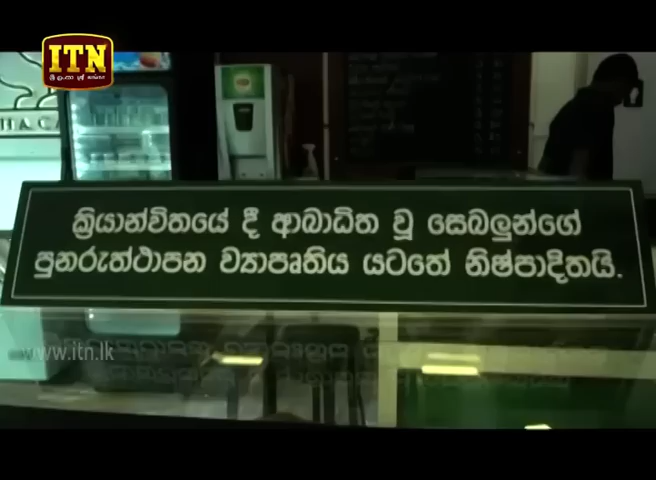 ITN
ක්‍රියාන්විතයේ දී ආබාධිත වූ සෙබලුන්ගේ
පුනරුත්ථාපන ව්‍යාපෘතිය යටතේ නිෂ්පාදිතයි.
www.itn.lk